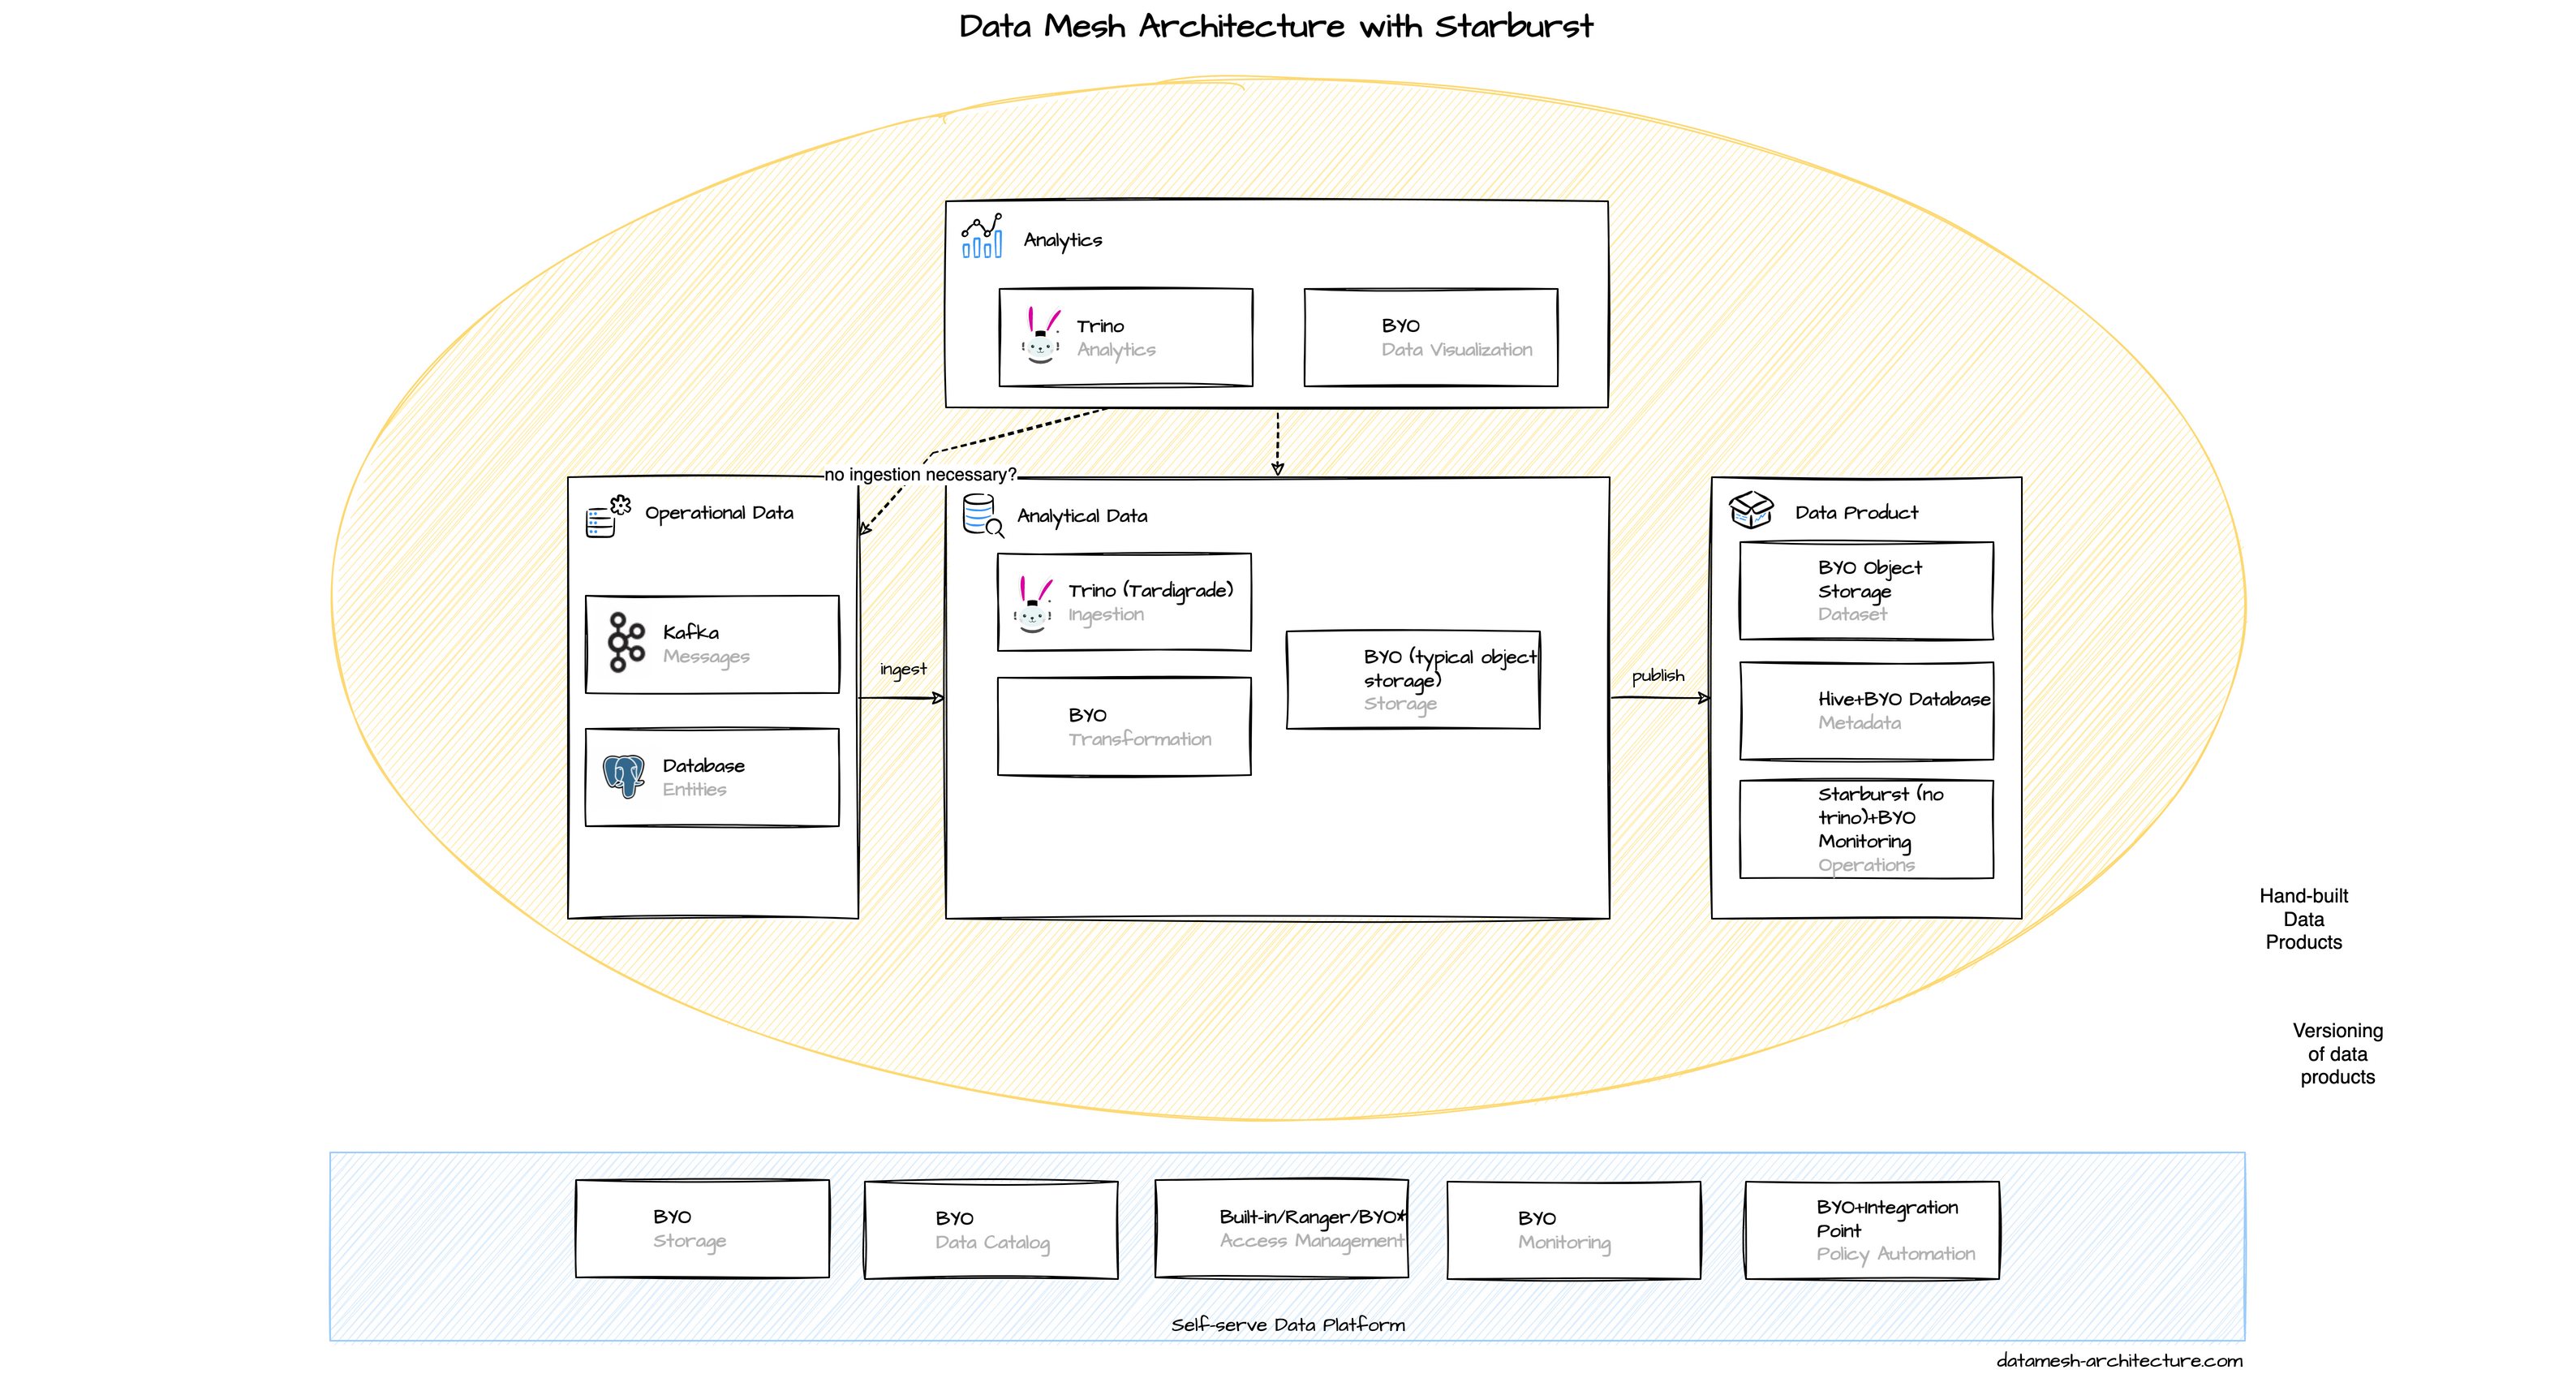 Data Mesh Architecture with Starburst
Analytics
Trino
Analytics
BYO
Data Visualization
no ingestion necessary?
Operational Data
Kafka
Messages
Database
Entities
ingest
Analytical Data
Trino (Tardigrade)
Ingestion
BYO
Transformation
BYO (typical object
storage)
Storage
publish
Data Product
BYO Object
Storage
Dataset
Hive+BYO Database
Metadata
Starburst (no
trino)+BYO
Monitoring
Operations
Hand-built
Data
Products
Versioning
of data
products
BYO
Storage
BYO
Data Catalog
Built-in/Ranger/BYO*
Access Management
BYO
Monitoring
BYO+Integration
Point
Policy Automation
Self-serve Data Platform
datamesh-architecture.com